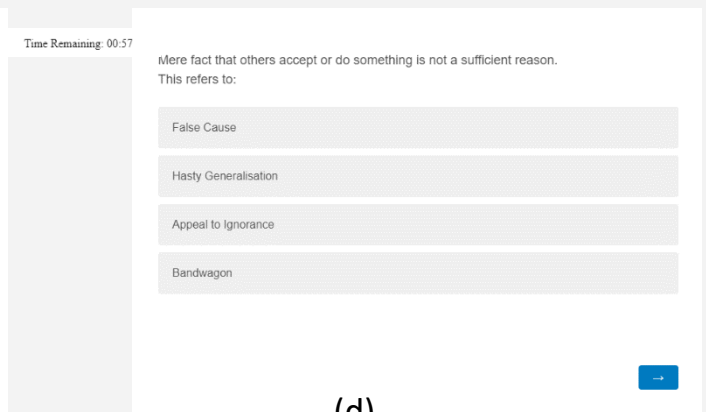 Time Remaining: 00:57
Mere fact that others accept or do something is not a sufficient reason.
This refers to:
False Cause
Hasty Generalisation
Appeal to Ignorance
Bandwagon
→
(d)